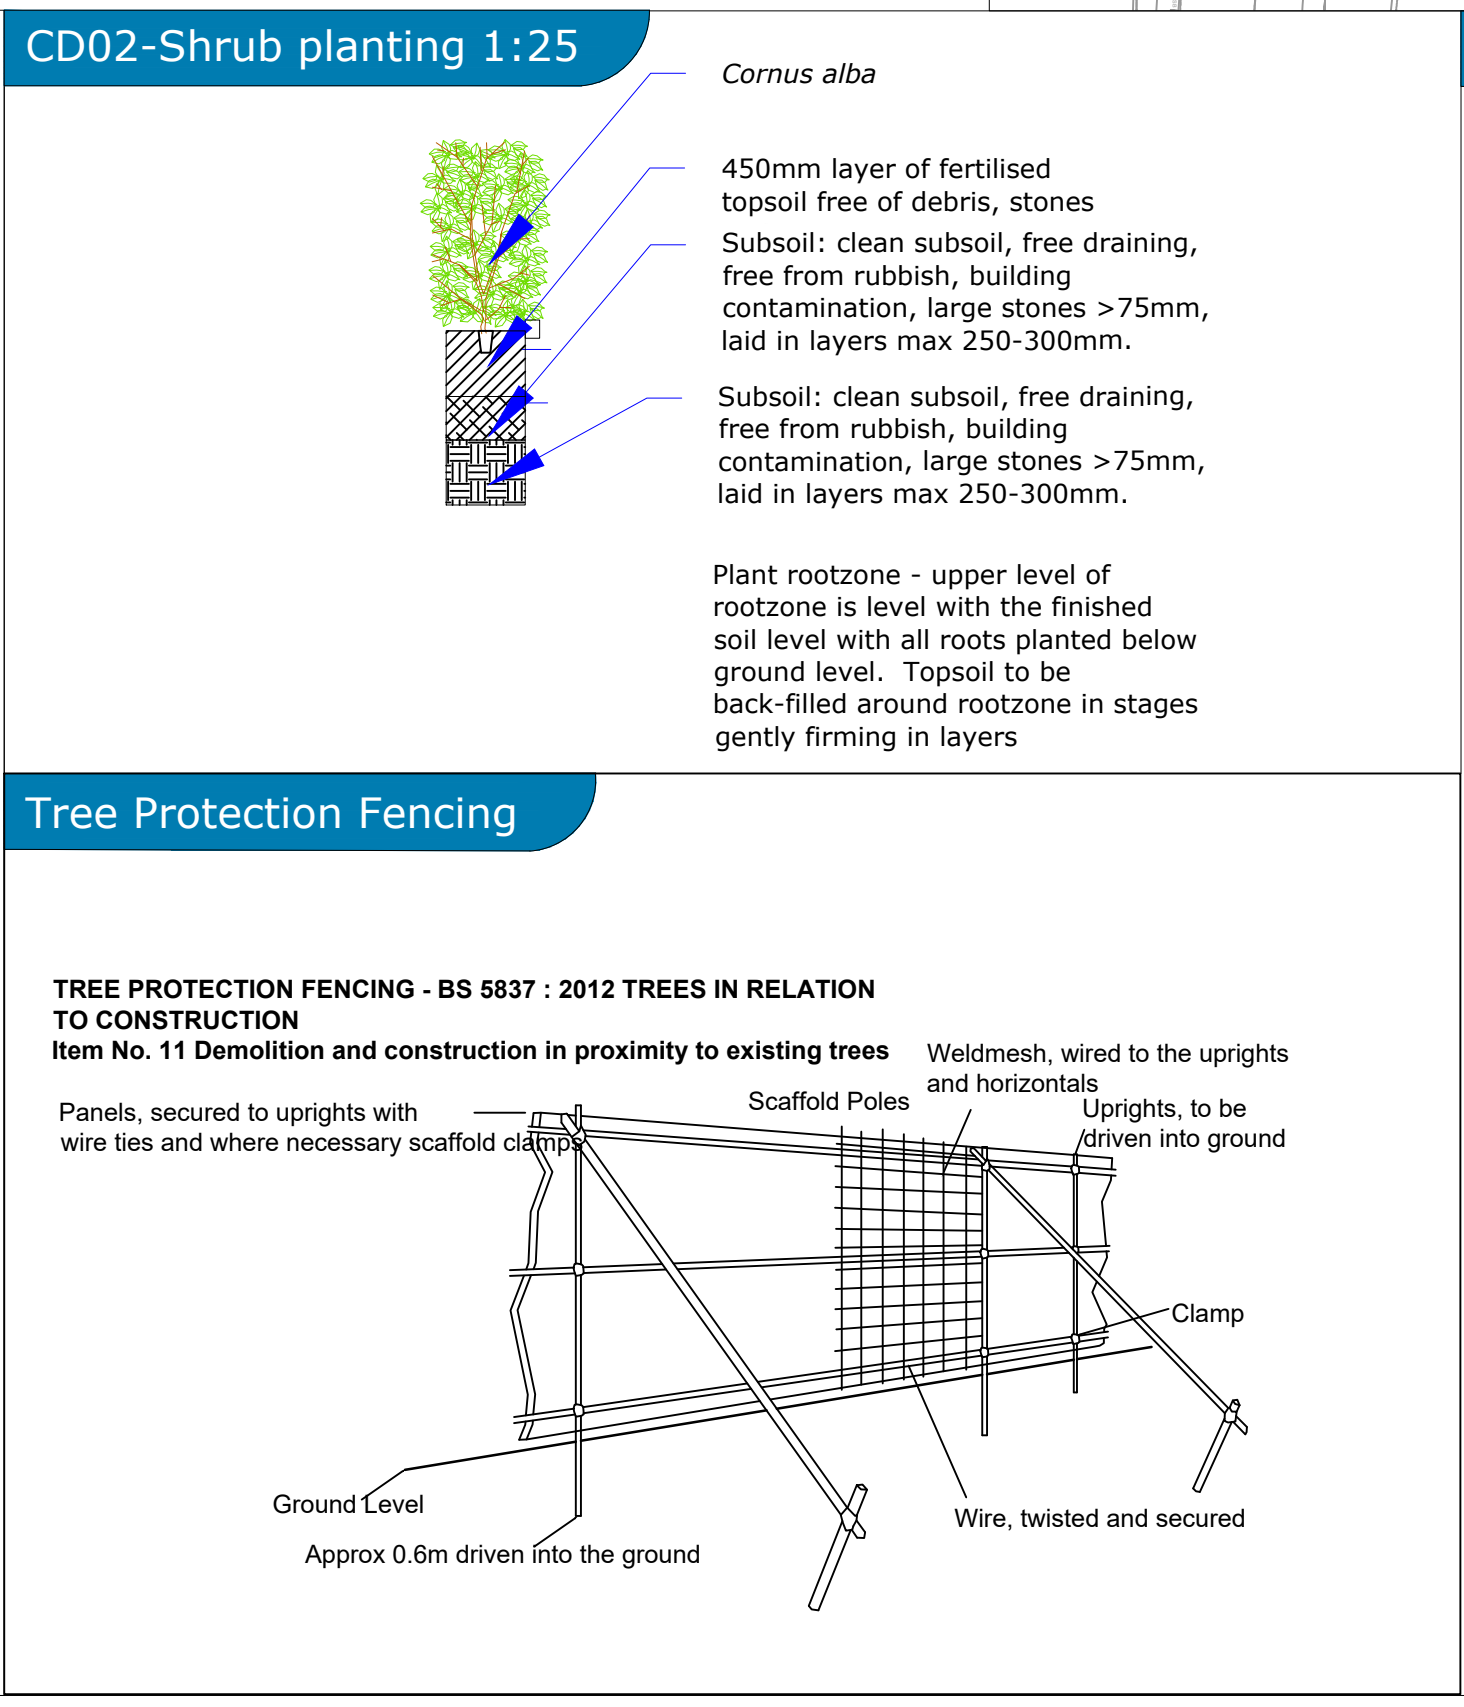 CD02-Shrub planting 1:25
Cornus alba
450mm layer of fertilised
topsoil free of debris, stones
Subsoil: clean subsoil, free draining,
free from rubbish, building
contamination, large stones >75mm,
laid in layers max 250-300mm.
Subsoil: clean subsoil, free draining,
free from rubbish, building
contamination, large stones >75mm,
laid in layers max 250-300mm.
Plant rootzone - upper level of
rootzone is level with the finished
soil level with all roots planted below
ground level.  Topsoil to be
back-filled around rootzone in stages
gently firming in layers
Tree Protection Fencing
TREE PROTECTION FENCING - BS 5837 : 2012 TREES IN RELATION
TO CONSTRUCTION
Item No. 11 Demolition and construction in proximity to existing trees
Weldmesh, wired to the uprights
and horizontals
Scaffold Poles
Uprights, to be
driven into ground
Panels, secured to uprights with
wire ties and where necessary scaffold clamps
Clamp
Ground Level
Wire, twisted and secured
Approx 0.6m driven into the ground